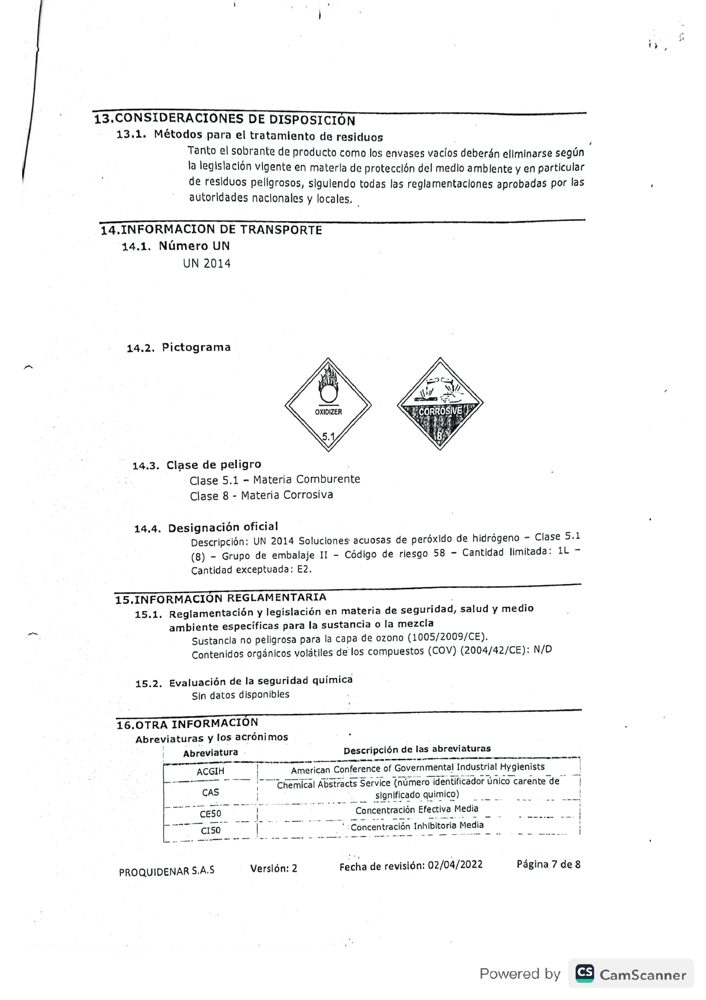 13.CONSIDERACIONES DE DISPOSICIÓN
13.1. Métodos para el tratamiento de residuos
Tanto el sobrante de producto como los envases vacíos deberán eliminarse según
la legislación vigente en materia de protección del medio ambiente y en particular
de residuos peligrosos, siguiendo todas las reglamentaciones aprobadas por las
autoridades nacionales y locales.
14.INFORMACION DE TRANSPORTE
14.1. Número UN
UN 2014
14.2. Pictograma
OXIDIZER
5.1
CORROSIVE
8
14.3. Clase de peligro
Clase 5.1 – Materia Comburente
Clase 8 - Materia Corrosiva
14.4. Designación oficial
Descripción: UN 2014 Soluciones acuosas de peróxido de hidrógeno – Clase 5.1
(8) – Grupo de embalaje II – Código de riesgo 58 – Cantidad limitada: 1L –
Cantidad exceptuada: E2.
15.INFORMACIÓN REGLAMENTARIA
15.1. Reglamentación y legislación en materia de seguridad, salud y medio
ambiente específicas para la sustancia o la mezcla
Sustancia no peligrosa para la capa de ozono (1005/2009/CE).
Contenidos orgánicos volátiles de los compuestos (COV) (2004/42/CE): N/D
15.2. Evaluación de la seguridad química
Sin datos disponibles
16.OTRA INFORMACIÓN
Abreviaturas y los acrónimos
Abreviatura Descripción de las abreviaturas
ACGIH American Conference of Governmental Industrial Hygienists
CAS Chemical Abstracts Service (número identificador único carente de
significado quimico)
CE50 Concentración Efectiva Media
CI50 Concentración Inhibitoria Media
PROQUIDENAR S.A.S Versión: 2 Fecha de revisión: 02/04/2022 Página 7 de 8
Powered by CS CamScanner